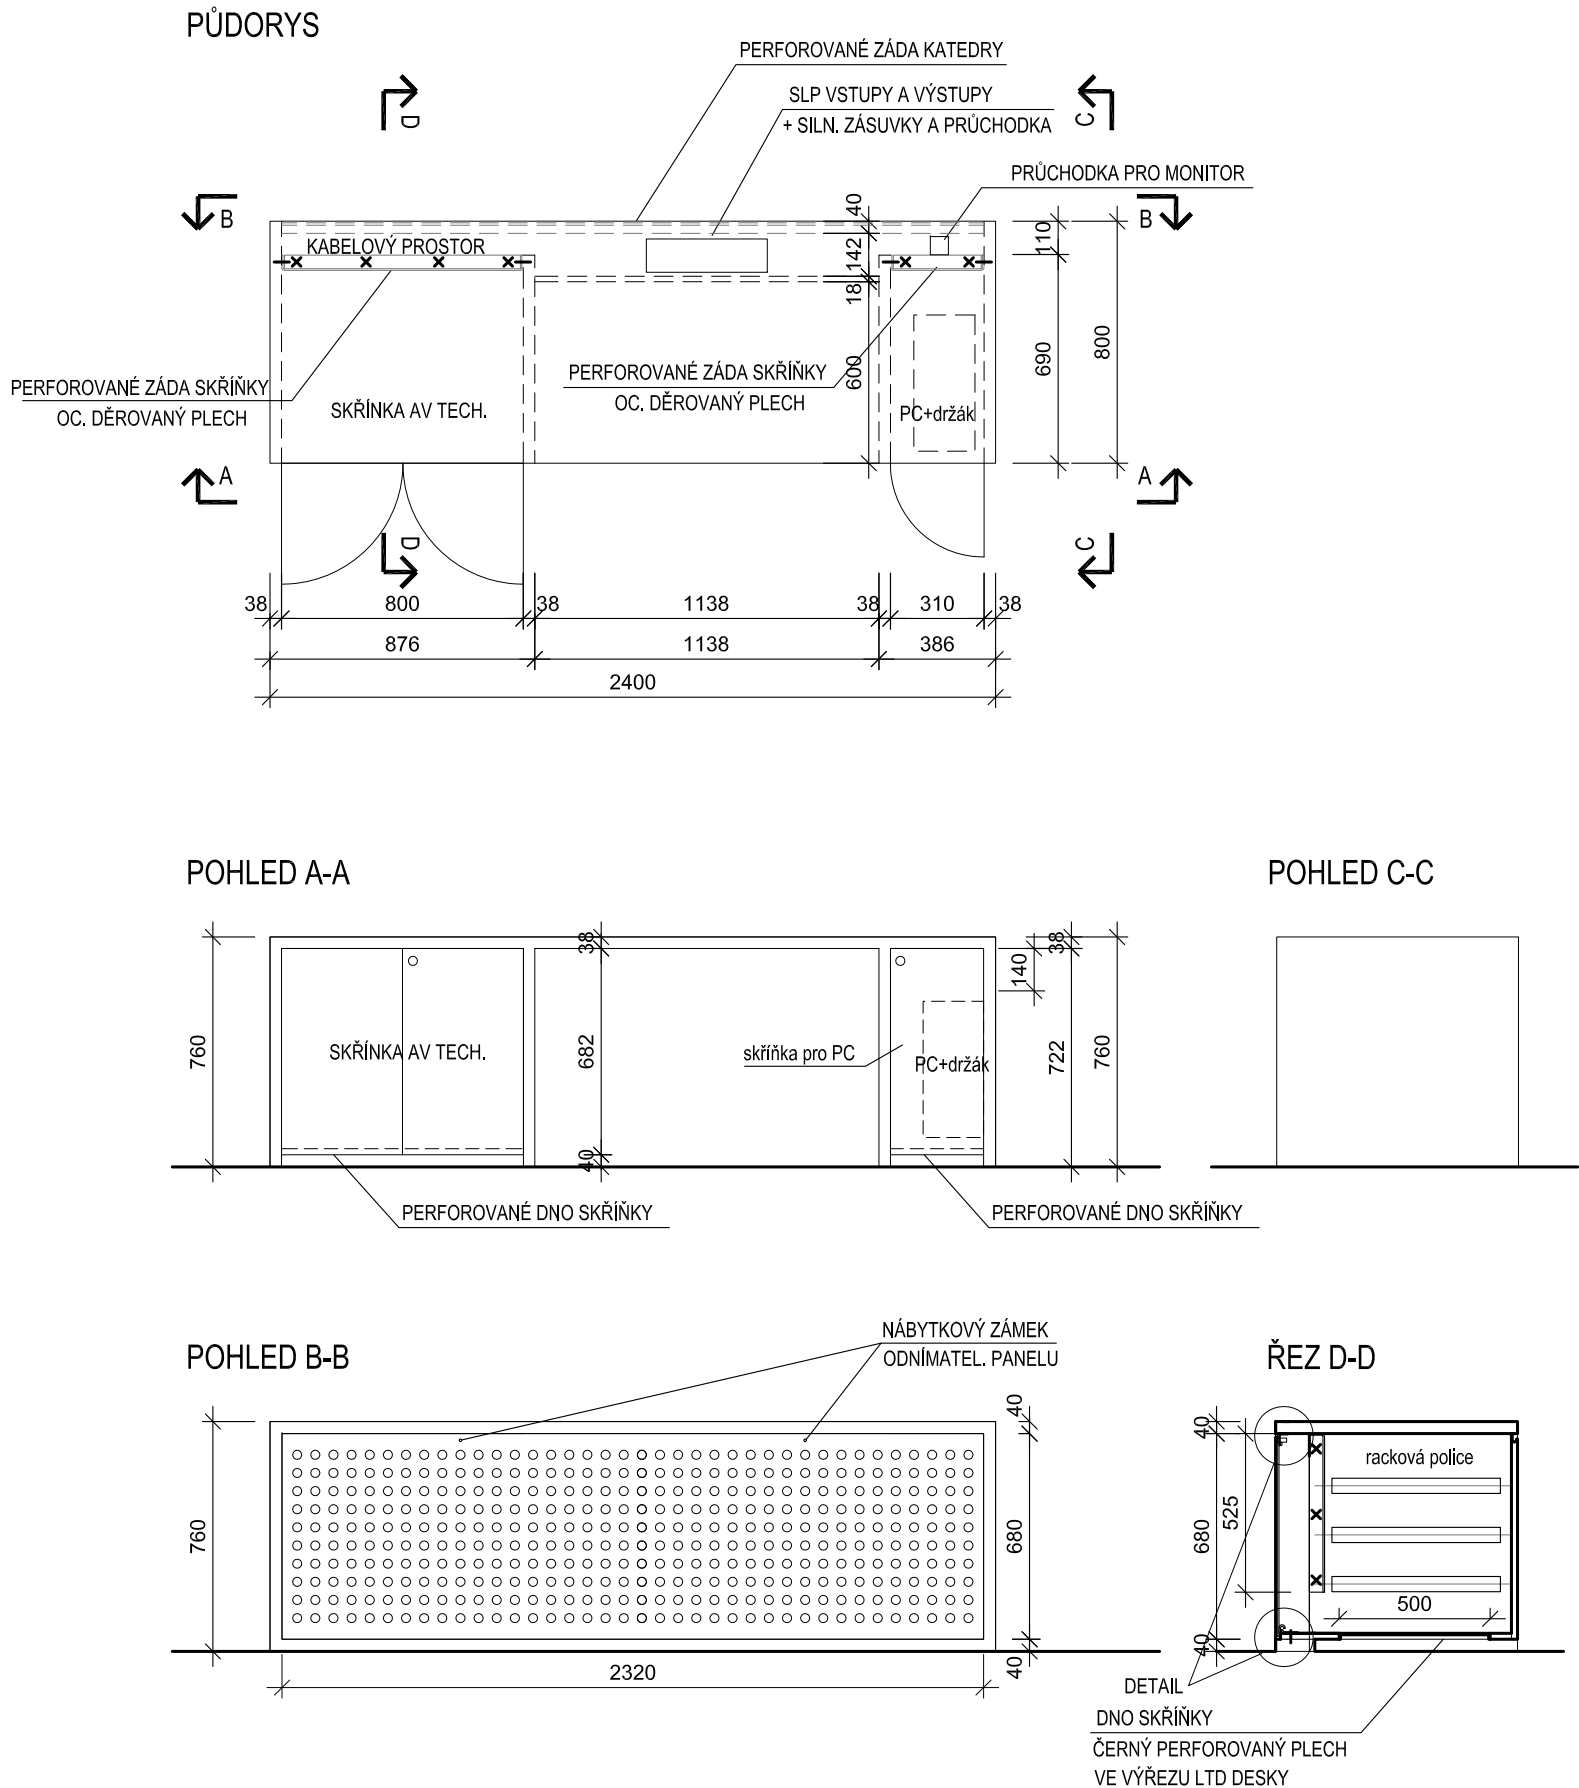 PŮDORYS
PERFOROVANÉ ZÁDA KATEDRY
SLP VSTUPY A VÝSTUPY
+ SILN. ZÁSUVKY A PRŮCHODKA
PRŮCHODKA PRO MONITOR
D
C
B
B
KABELOVÝ PROSTOR
40
142
18
600
110
690
800
PERFOROVANÉ ZÁDA SKŘÍŇKY
OC. DĚROVANÝ PLECH
PERFOROVANÉ ZÁDA SKŘÍŇKY
OC. DĚROVANÝ PLECH
SKŘÍNKA AV TECH.
PC+držák
A
A
D
C
38
800
38
1138
38
310
38
876
1138
386
2400
POHLED A-A
POHLED C-C
760
38
682
40
140
38
722
760
SKŘÍNKA AV TECH.
skříňka pro PC
PC+držák
PERFOROVANÉ DNO SKŘÍŇKY
PERFOROVANÉ DNO SKŘÍŇKY
POHLED B-B
NÁBYTKOVÝ ZÁMEK
ODNÍMATEL. PANELU
ŘEZ D-D
760
40
680
40
2320
40
680
40
525
racková police
500
DETAIL
DNO SKŘÍŇKY
ČERNÝ PERFOROVANÝ PLECH
VE VÝŘEZU LTD DESKY